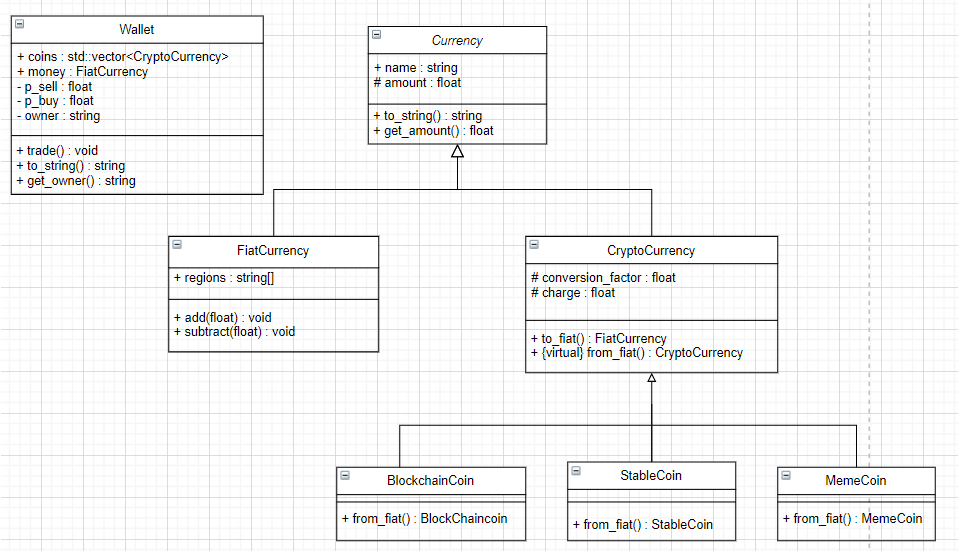 Wallet
+ coins : std::vector<CryptoCurrency>
+ money : FiatCurrency
- p_sell : float
- p_buy : float
- owner : string
+ trade() : void
+ to_string() : string
+ get_owner() : string
Currency
+ name : string
# amount : float
+ to_string() : string
+ get_amount() : float
FiatCurrency
+ regions : string[]
+ add(float) : void
+ subtract(float) : void
CryptoCurrency
# conversion_factor : float
# charge : float
+ to_fiat() : FiatCurrency
+ {virtual} from_fiat() : CryptoCurrency
BlockchainCoin
+ from_fiat() : BlockChaincoin
StableCoin
+ from_fiat() : StableCoin
MemeCoin
+ from_fiat() : MemeCoin